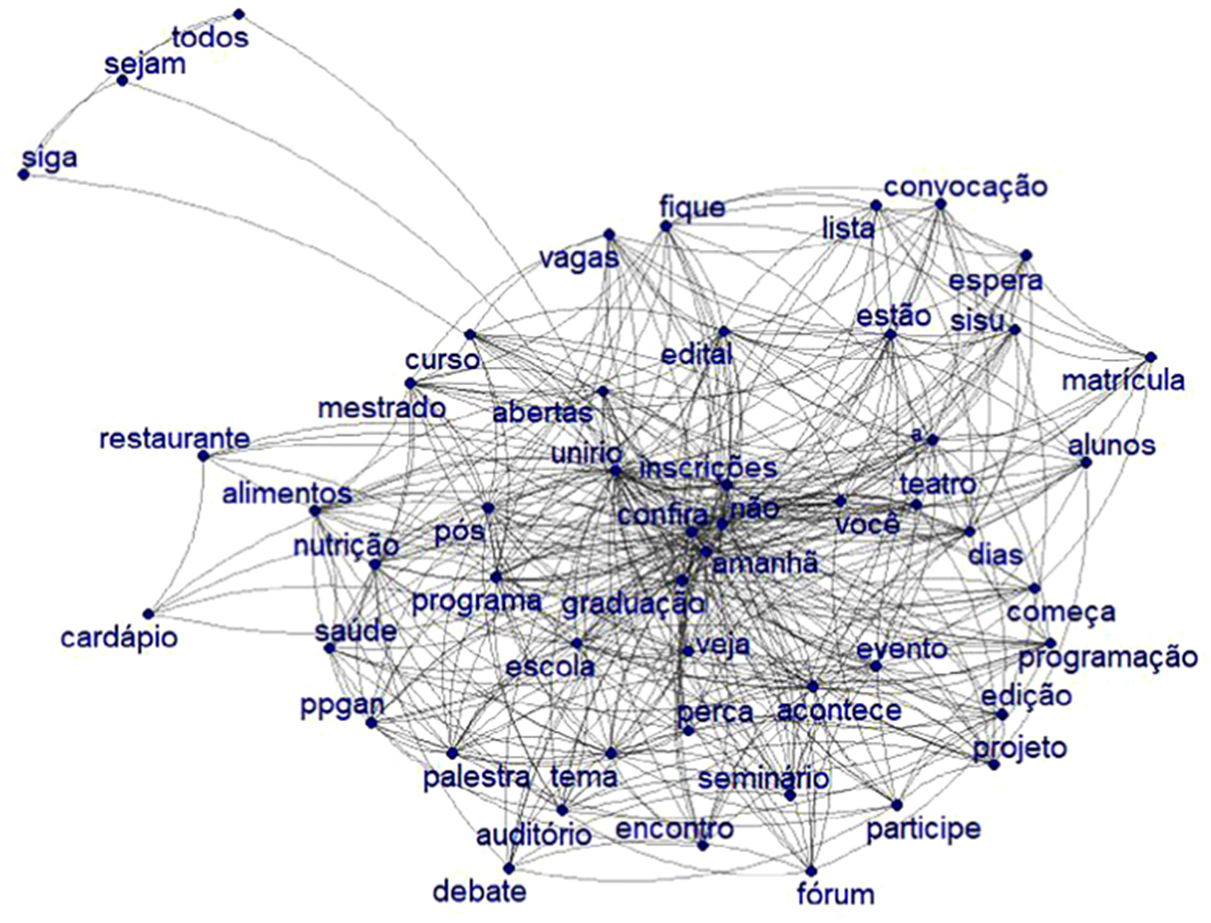 todos
sejam
siga
convocação
fique
lista
vagas
espera
estão
sisu
edital
curso
matrícula
mestrado
abertas
restaurante
a
alunos
unirio
inscrições
alimentos
teatro
confira
não
você
pós
nutrição
dias
amanhã
programa
graduação
começa
cardápio
saúde
veja
evento
escola
programação
edição
ppgan
perca
acontece
projeto
palestra
tema
seminário
auditório
encontro
participe
debate
fórum